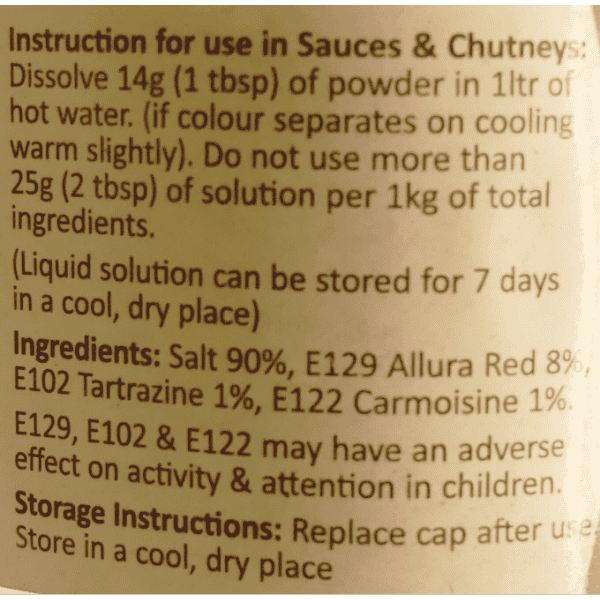 Instruction for use in Sauces & Chutneys:
Dissolve 14g (1 tbsp) of powder in 1ltr of
hot water. (if colour separates on cooling
warm slightly). Do not use more than
25g (2 tbsp) of solution per 1kg of total
ingredients.
(Liquid solution can be stored for 7 days
in a cool, dry place)
Ingredients: Salt 90%, E129 Allura Red 8%,
E102 Tartrazine 1%, E122 Carmoisine 1%.
E129, E102 & E122 may have an adverse
effect on activity & attention in children.
Storage Instructions: Replace cap after use
Store in a cool, dry place